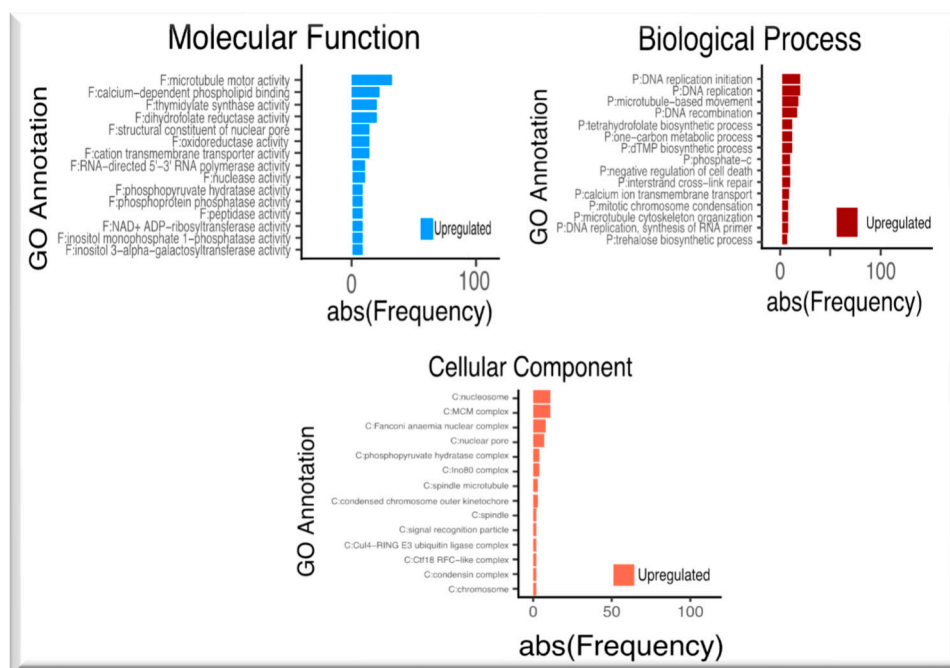 Molecular Function
GO Annotation
F:microtubule motor activity
F:calcium-dependent phospholipid binding
F:thymidylate synthase activity
F:dihydrofolate reductase activity
F:structural constituent of nuclear pore
F:oxidoreductase activity
F:cation transmembrane transporter activity
F:RNA-directed 5'-3' RNA polymerase activity
F:nuclease activity
F:phosphopyruvate hydratase activity
F:phosphoprotein phosphatase activity
F:peptidase activity
F:NAD+ ADP-ribosyltransferase activity
F:inositol monophosphate 1-phosphatase activity
F:inositol 3-alpha-galactosyltransferase activity
Upregulated
0 100
abs(Frequency)
Biological Process
GO Annotation
P:DNA replication initiation
P:DNA replication
P:microtubule-based movement
P:DNA recombination
P:tetrahydrofolate biosynthetic process
P:one-carbon metabolic process
P:dTMP biosynthetic process
P:phosphate-c
P:negative regulation of cell death
P:interstrand cross-link repair
P:calcium ion transmembrane transport
P:mitotic chromosome condensation
P:microtubule cytoskeleton organization
P:DNA replication, synthesis of RNA primer
P:trehalose biosynthetic process
Upregulated
0 100
abs(Frequency)
Cellular Component
GO Annotation
C:nucleosome
C:MCM complex
C:Fanconi anaemia nuclear complex
C:nuclear pore
C:phosphopyruvate hydratase complex
C:Ino80 complex
C:spindle microtubule
C:condensed chromosome outer kinetochore
C:spindle
C:signal recognition particle
C:Cul4-RING E3 ubiquitin ligase complex
C:Ctf18 RFC-like complex
C:condensin complex
C:chromosome
Upregulated
0 50 100
abs(Frequency)